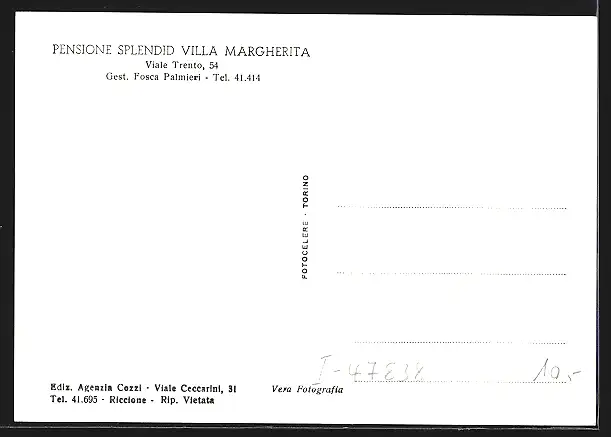 PENSIONE SPLENDID VILLA MARGHERITA
Viale Trento, 54
Gest. Fosca Palmieri - Tel. 41.414
FOTOCELERE · TORINO
I-47838
10,-
Ediz. Agenzia Cozzi · Viale Ceccarini, 31
Tel. 41.695 · Riccione - Rip. Vietata
Vera Fotografia